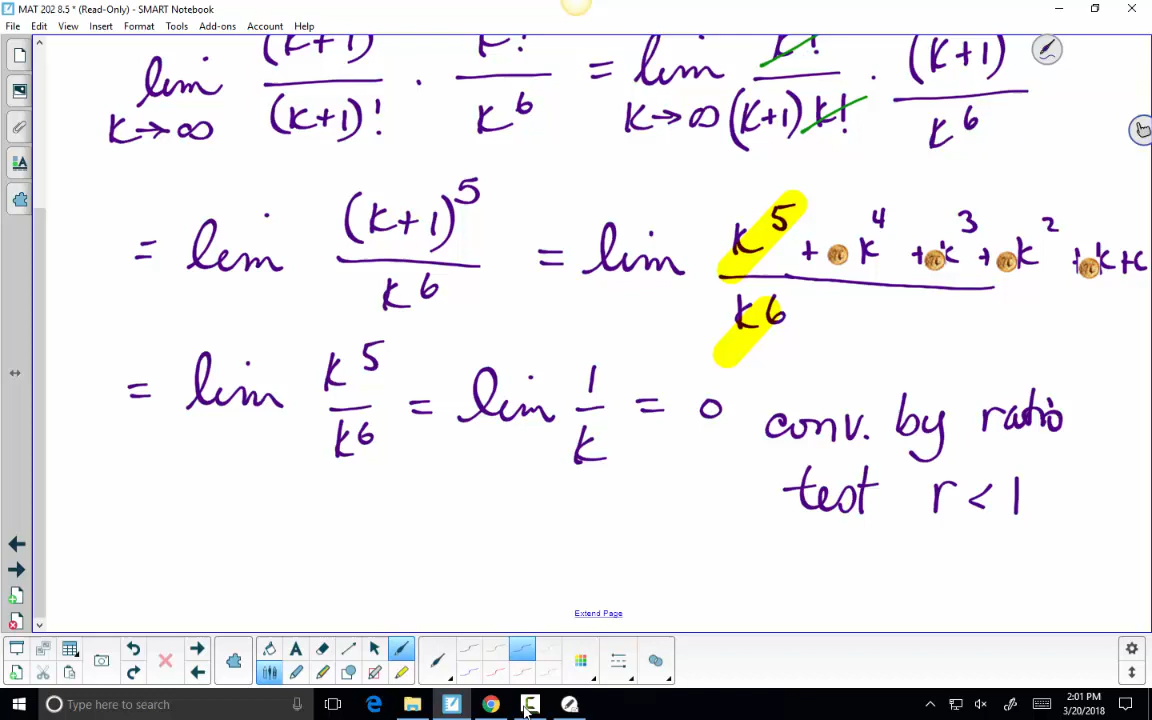 MAT 202 8.5 * (Read-Only) - SMART Notebook
File Edit View Insert Format Tools Add-ons Account Help
lim k→∞ (k+1) / (k+1)! · k! / k^6 = lim k→∞ k! / (k+1) k! · (k+1) / k^6
= lim (k+1)^5 / k^6 = lim k^5 + k^4 + k^3 + k^2 + k + c / k^6
= lim k^5 / k^6 = lim 1 / k = 0 conv. by ratio
test r < 1
Extend Page
Type here to search
2:01 PM
3/20/2018